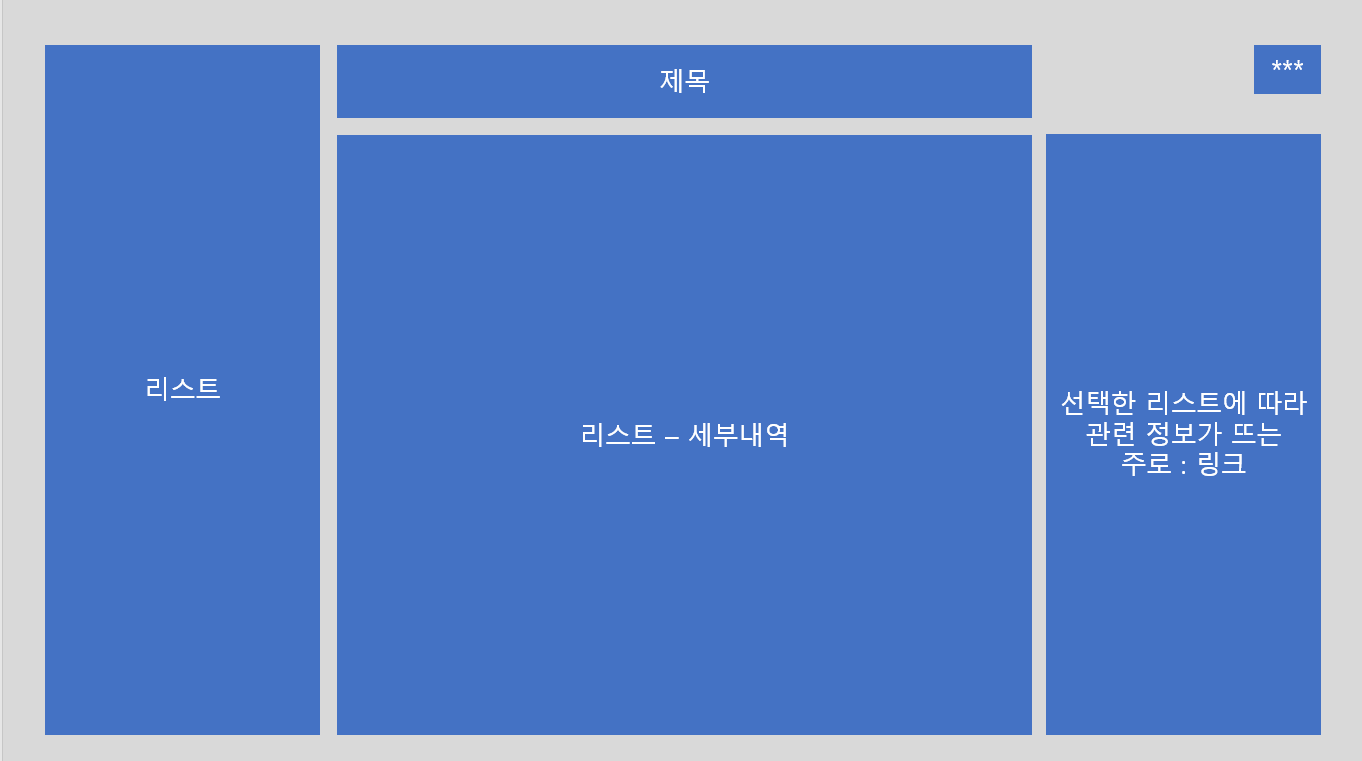 제목
***
리스트
리스트 – 세부내역
선택한 리스트에 따라
관련 정보가 뜨는
주로 : 링크